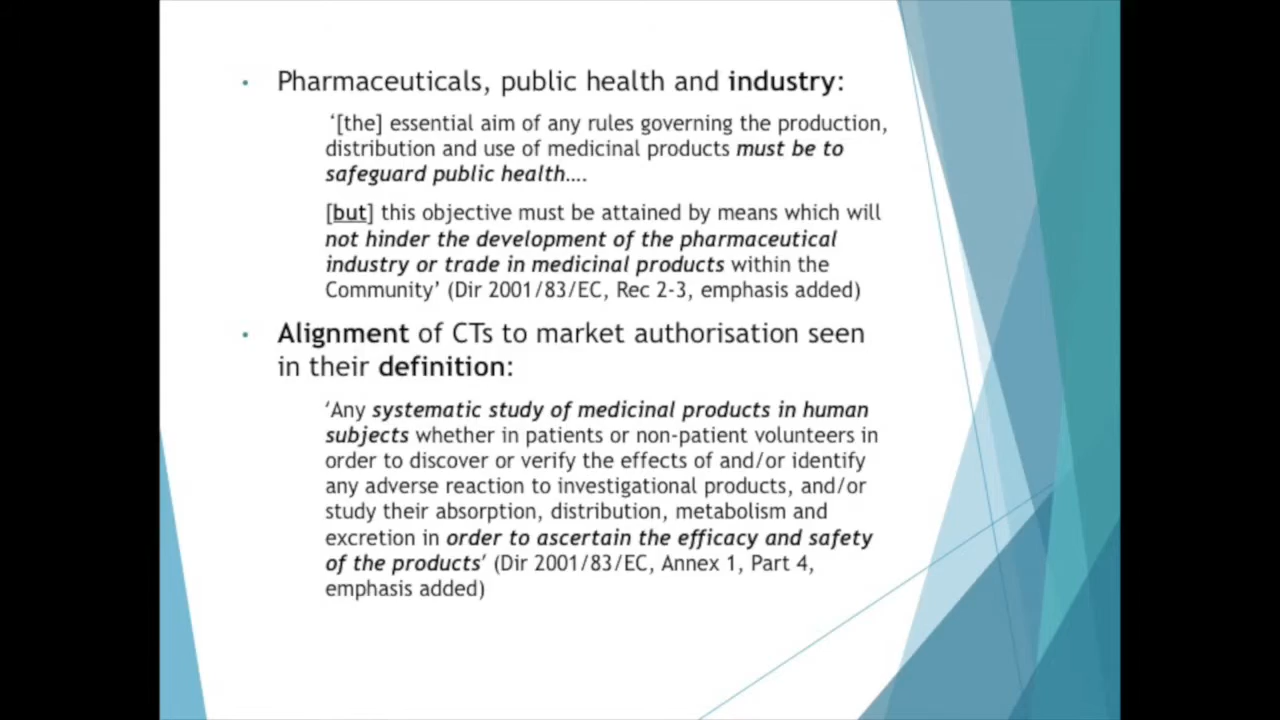 • Pharmaceuticals, public health and industry:
‘[the] essential aim of any rules governing the production,
distribution and use of medicinal products must be to
safeguard public health….
[but] this objective must be attained by means which will
not hinder the development of the pharmaceutical
industry or trade in medicinal products within the
Community’ (Dir 2001/83/EC, Rec 2-3, emphasis added)
• Alignment of CTs to market authorisation seen
in their definition:
‘Any systematic study of medicinal products in human
subjects whether in patients or non-patient volunteers in
order to discover or verify the effects of and/or identify
any adverse reaction to investigational products, and/or
study their absorption, distribution, metabolism and
excretion in order to ascertain the efficacy and safety
of the products’ (Dir 2001/83/EC, Annex 1, Part 4,
emphasis added)